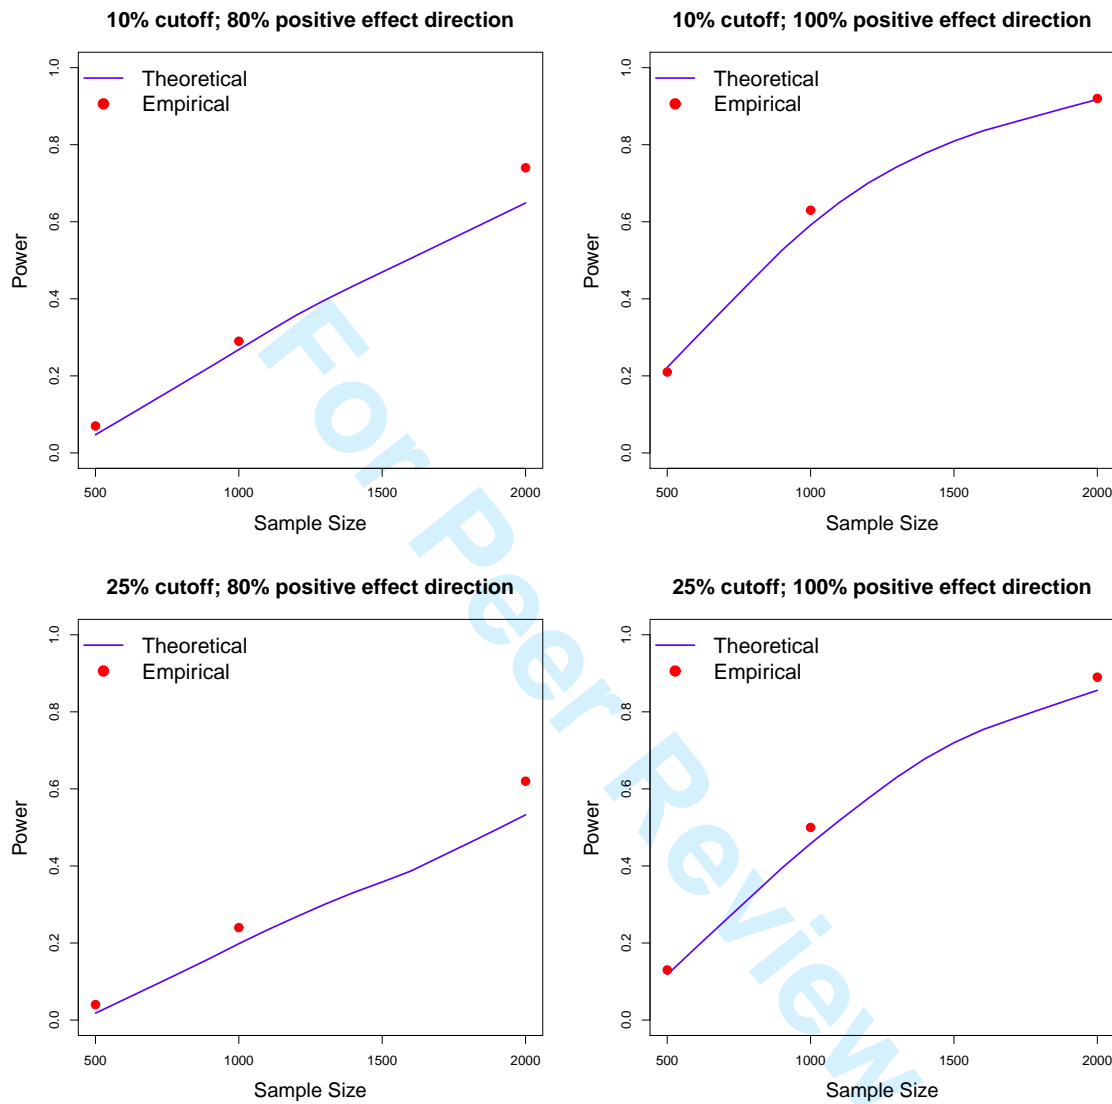 10% cutoff; 80% positive effect direction
Theoretical
Empirical
1.0
0.8
0.6
0.4
0.2
0.0
Power
500 1000 1500 2000
Sample Size
10% cutoff; 100% positive effect direction
Theoretical
Empirical
1.0
0.8
0.6
0.4
0.2
0.0
Power
500 1000 1500 2000
Sample Size
25% cutoff; 80% positive effect direction
Theoretical
Empirical
1.0
0.8
0.6
0.4
0.2
0.0
Power
500 1000 1500 2000
Sample Size
25% cutoff; 100% positive effect direction
Theoretical
Empirical
1.0
0.8
0.6
0.4
0.2
0.0
Power
500 1000 1500 2000
Sample Size
For Peer Review